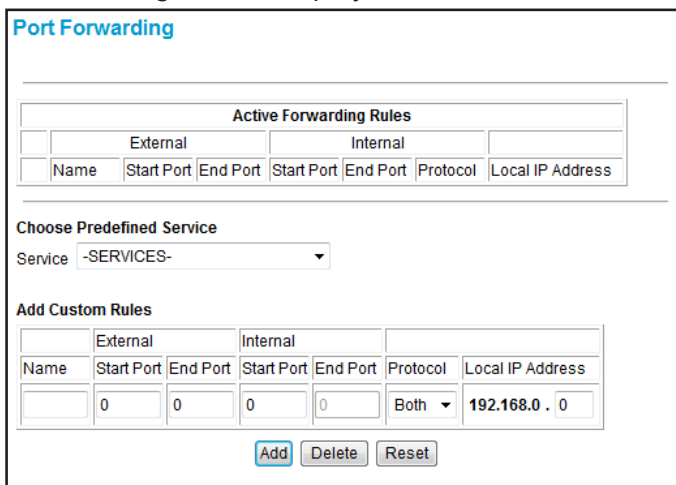 Port Forwarding
Active Forwarding Rules
External Internal
Name Start Port End Port Start Port End Port Protocol Local IP Address
Choose Predefined Service
Service -SERVICES-
Add Custom Rules
External Internal
Name Start Port End Port Start Port End Port Protocol Local IP Address
0 0 0 0 Both 192.168.0 . 0
Add Delete Reset